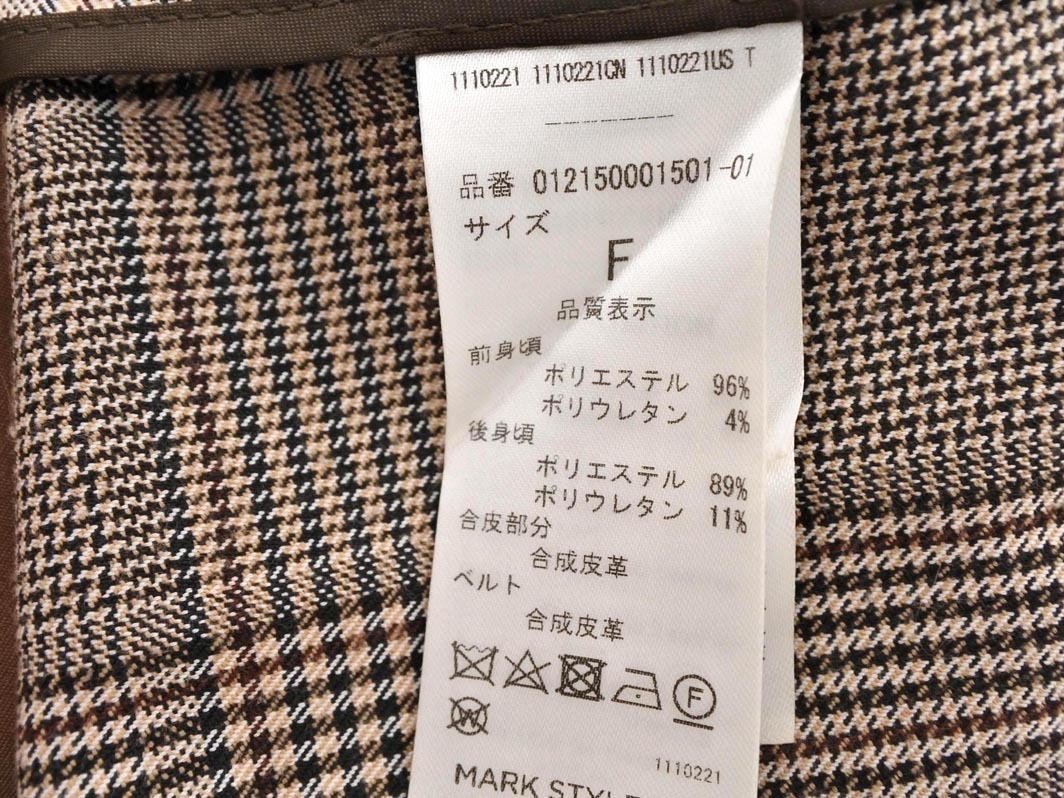 1110221 1110221CN 1110221US T
-------
品番 012150001501-01
サイズ
F
品質表示
前身頃
ポリエステル 96%
ポリウレタン 4%
後身頃
ポリエステル 89%
ポリウレタン 11%
合皮部分
合成皮革
ベルト
合成皮革
F
W
1110221
MARK STYLE